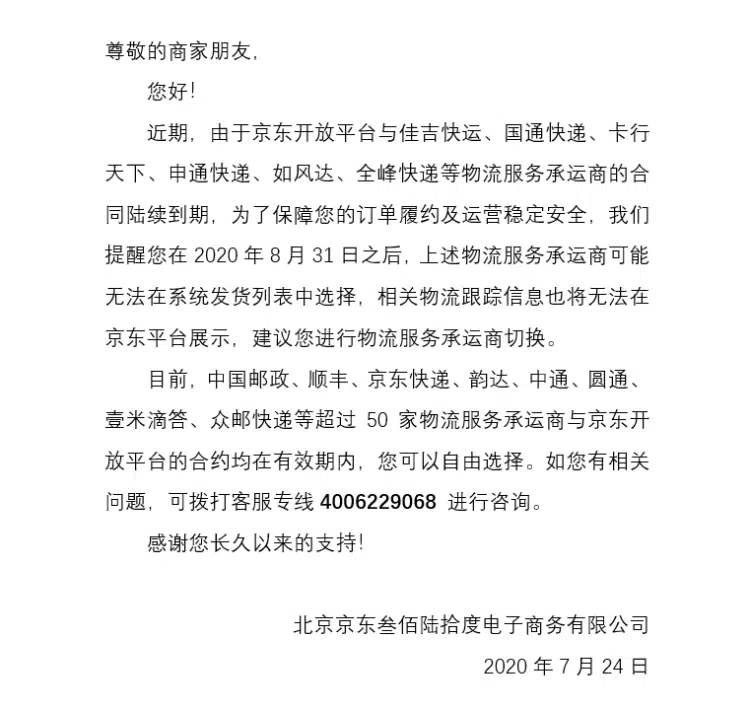 尊敬的商家朋友,
您好!
近期，由于京东开放平台与佳吉快运、国通快递、卡行
天下、申通快递、如风达、全峰快递等物流服务承运商的合
同陆续到期，为了保障您的订单履约及运营稳定安全，我们
提醒您在 2020 年 8 月 31 日之后，上述物流服务承运商可能
无法在系统发货列表中选择，相关物流跟踪信息也将无法在
京东平台展示，建议您进行物流服务承运商切换。
目前，中国邮政、顺丰、京东快递、韵达、中通、圆通、
壹米滴答、众邮快递等超过 50 家物流服务承运商与京东开
放平台的合约均在有效期内，您可以自由选择。如您有相关
问题，可拨打客服专线 4006229068 进行咨询。
感谢您长久以来的支持!
北京京东叁佰陆拾度电子商务有限公司
2020 年 7 月 24 日